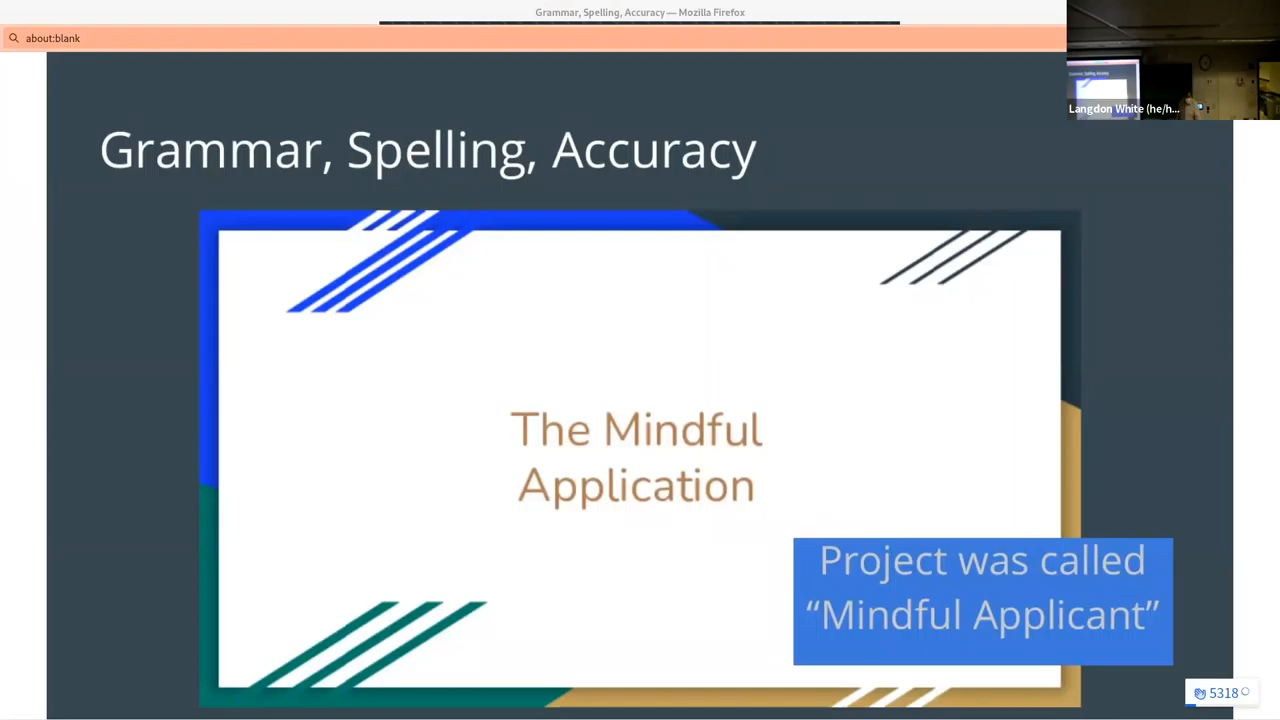 Grammar, Spelling, Accuracy — Mozilla Firefox
about:blank
Langdon White (he/h...
Grammar, Spelling, Accuracy
The Mindful
Application
Project was called
“Mindful Applicant”
5318